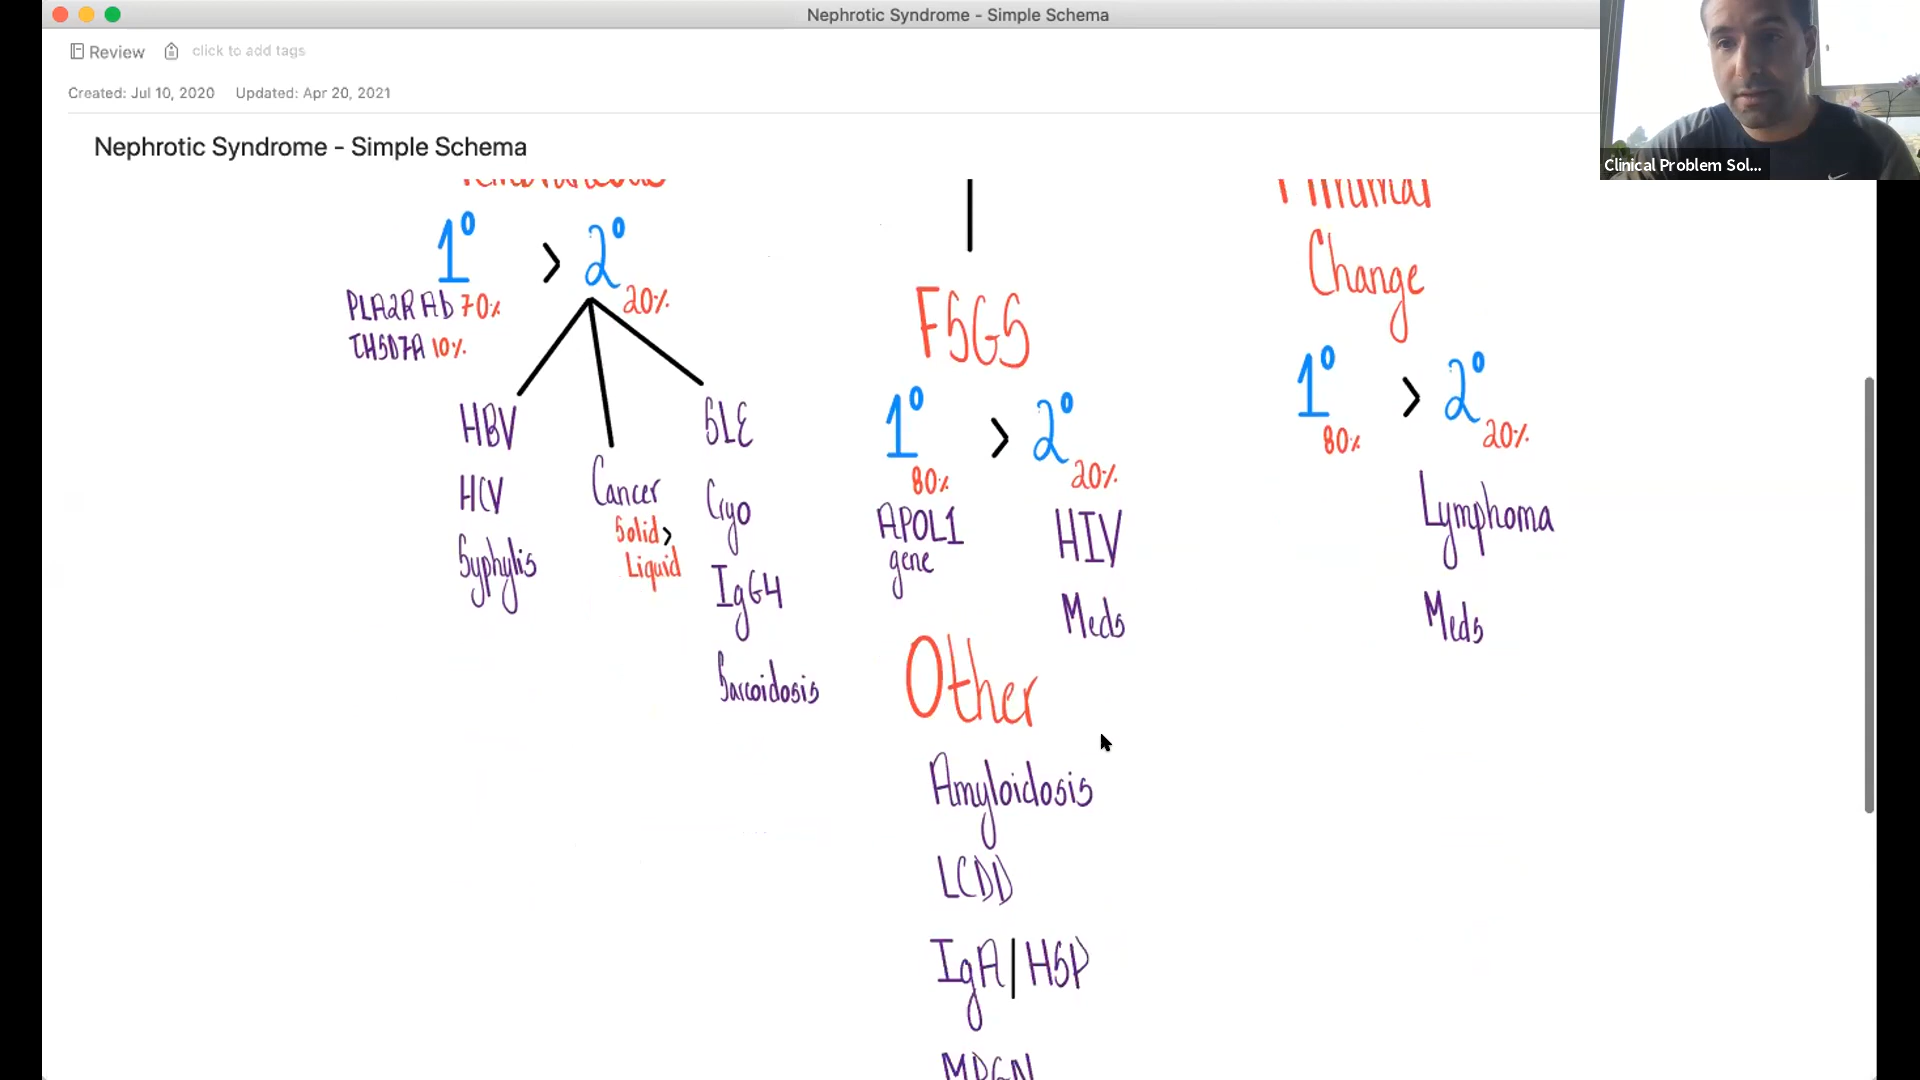 Nephrotic Syndrome - Simple Schema
Review click to add tags
Created: Jul 10, 2020 Updated: Apr 20, 2021
Clinical Problem Sol...
Nephrotic Syndrome - Simple Schema
1° > 2°
20%
PLA2R Ab 70%
THSD7A 10%
HBV
HCV
Syphylis
Cancer
Solid >
Liquid
SLE
Cryo
IgG4
Sarcoidosis
FSGS
1° > 2°
80% 20%
APOL1
gene
HIV
Meds
Minimal
Change
1° > 2°
80% 20%
Lymphoma
Meds
Other
Amyloidosis
LCDD
IgA | HSP
MPGN